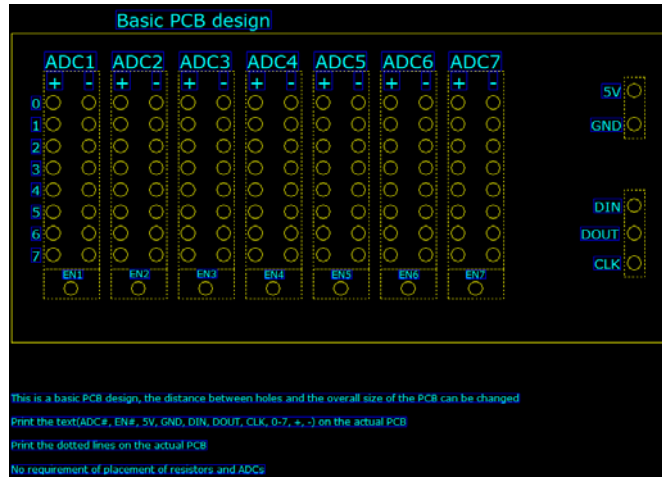 Basic PCB design
ADC1 ADC2 ADC3 ADC4 ADC5 ADC6 ADC7
+ - + - + - + - + - + - + -
5V
0
1
GND
2
3
4
DIN
5
DOUT
6
7
CLK
EN1 EN2 EN3 EN4 EN5 EN6 EN7
This is a basic PCB design, the distance between holes and the overall size of the PCB can be changed
Print the text(ADC#, EN#, 5V, GND, DIN, DOUT, CLK, 0-7, +, -) on the actual PCB
Print the dotted lines on the actual PCB
No requirement of placement of resistors and ADCs